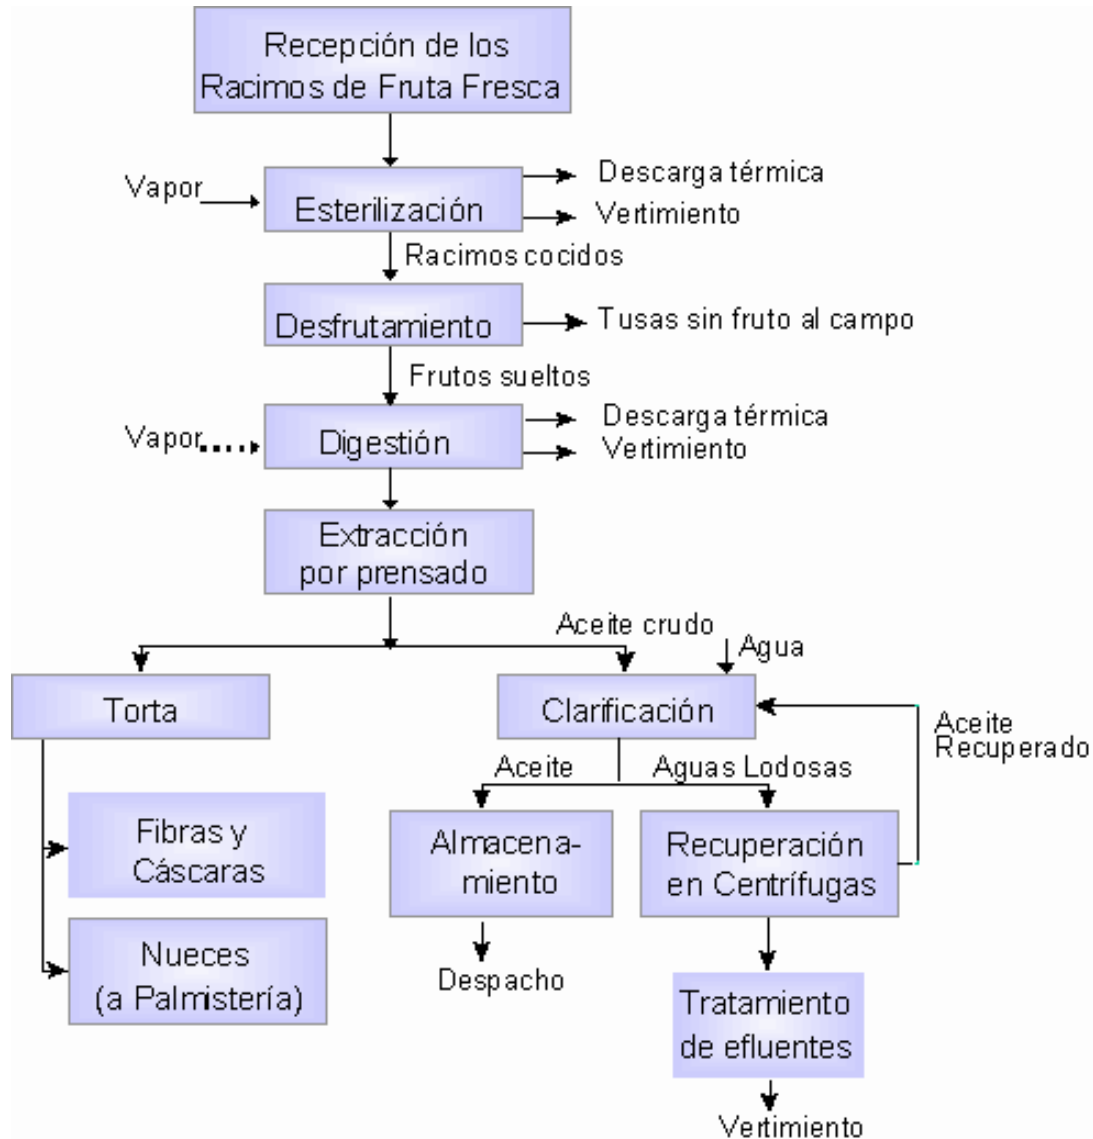 Recepción de los
Racimos de Fruta Fresca
Vapor
Esterilización
Descarga térmica
Vertimiento
Racimos cocidos
Desfrutamiento
Tusas sin fruto al campo
Frutos sueltos
Vapor
Digestión
Descarga térmica
Vertimiento
Extracción
por prensado
Aceite crudo
Agua
Torta
Clarificación
Aceite
Recuperado
Aceite
Aguas Lodosas
Fibras y
Cáscaras
Almacena-
miento
Recuperación
en Centrífugas
Nueces
(a Palmistería)
Despacho
Tratamiento
de efluentes
Vertimiento